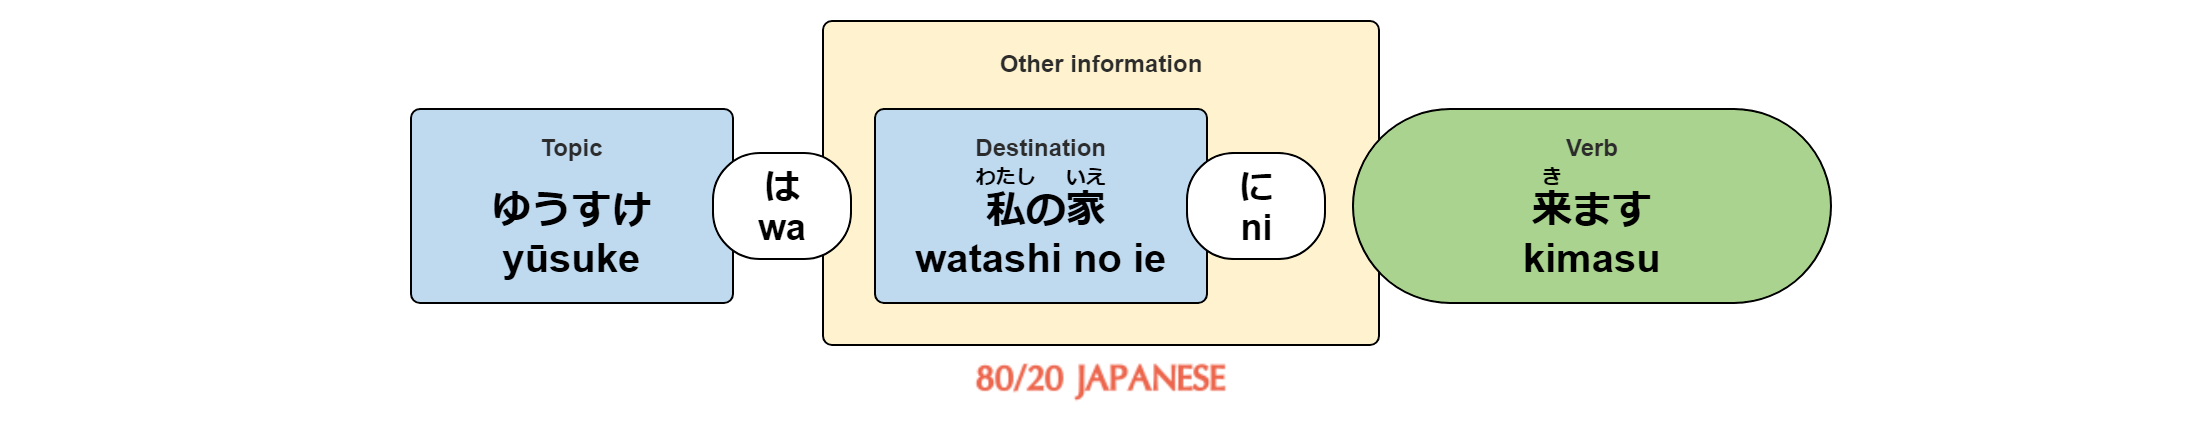 Other information
Topic
ゆうすけ
yūsuke
は
wa
Destination
わたし いえ
私の家
watashi no ie
に
ni
Verb
き
来ます
kimasu
80/20 JAPANESE